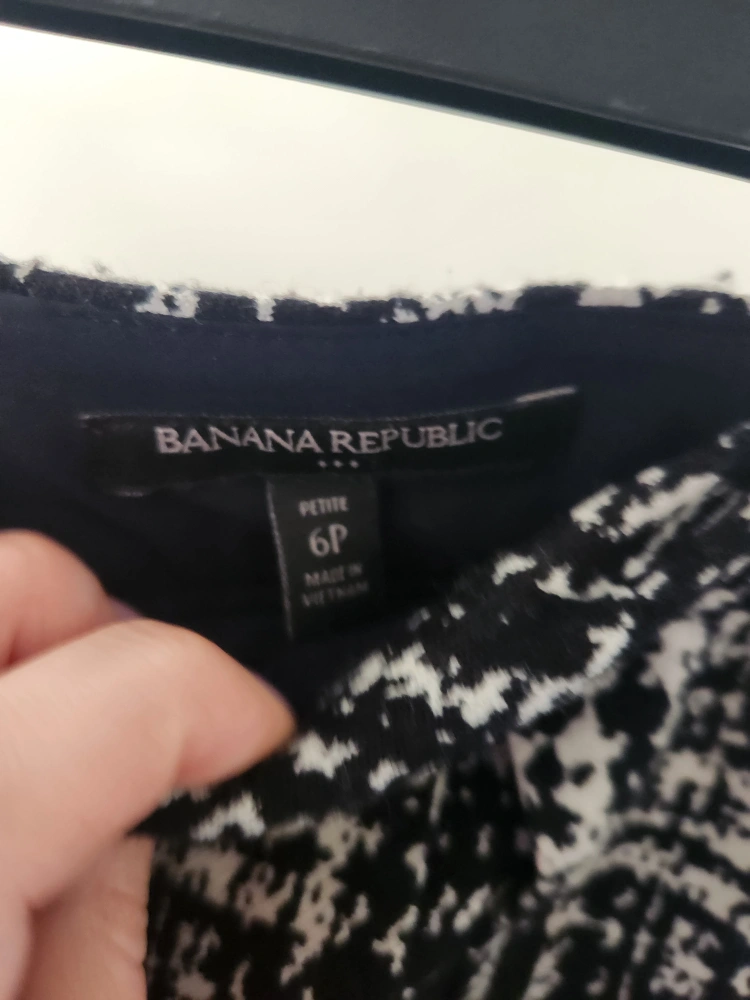 BANANA REPUBLIC
PETITE
6P
MADE IN
VIETNAM